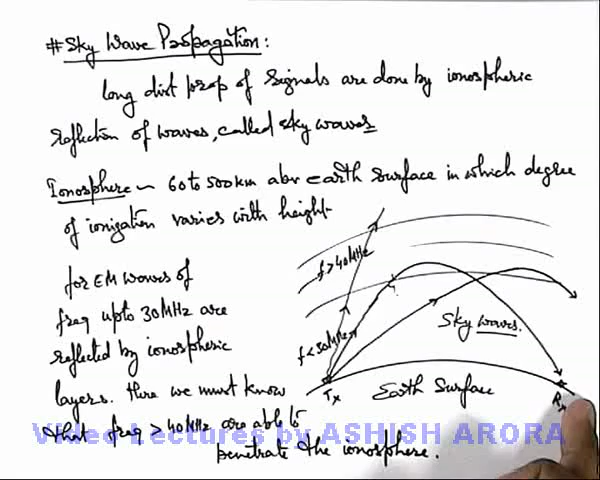 # Sky Wave Propagation :
long dist prop of signals are done by ionospheric
reflection of waves, called sky waves
Ionosphere ~ 60 to 500km abv earth surface in which degree
of ionization varies with height
f > 40MHz
for EM waves of
freq upto 30MHz are
reflected by ionospheric
layers. Here we must know
that freq > 40MHz are able to
penetrate the ionosphere.
f < 30MHz
Sky waves.
Tx
Earth Surface
Rx
Video Lectures by ASHISH ARORA